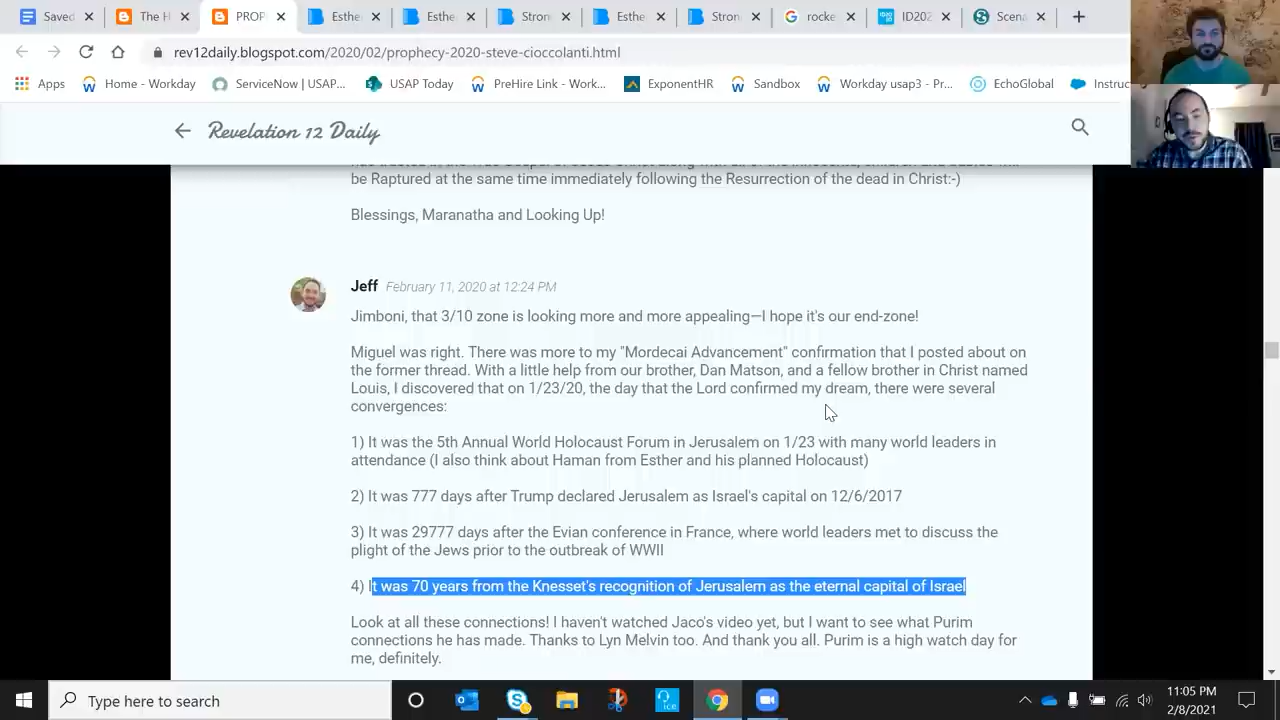 Saved
The H
PROP
Esthe
Esthe
Stron
Esthe
Stron
rocke
ID202
Scena
rev12daily.blogspot.com/2020/02/prophecy-2020-steve-cioccolanti.html
Apps
Home - Workday
ServiceNow | USAP...
USAP Today
PreHire Link - Work...
ExponentHR
Sandbox
Workday usap3 - Pr...
EchoGlobal
Instruc
Revelation 12 Daily
be Raptured at the same time immediately following the Resurrection of the dead in Christ:-)
Blessings, Maranatha and Looking Up!
Jeff February 11, 2020 at 12:24 PM
Jimboni, that 3/10 zone is looking more and more appealing—I hope it's our end-zone!
Miguel was right. There was more to my "Mordecai Advancement" confirmation that I posted about on
the former thread. With a little help from our brother, Dan Matson, and a fellow brother in Christ named
Louis, I discovered that on 1/23/20, the day that the Lord confirmed my dream, there were several
convergences:
1) It was the 5th Annual World Holocaust Forum in Jerusalem on 1/23 with many world leaders in
attendance (I also think about Haman from Esther and his planned Holocaust)
2) It was 777 days after Trump declared Jerusalem as Israel's capital on 12/6/2017
3) It was 29777 days after the Evian conference in France, where world leaders met to discuss the
plight of the Jews prior to the outbreak of WWII
4) It was 70 years from the Knesset's recognition of Jerusalem as the eternal capital of Israel
Look at all these connections! I haven't watched Jaco's video yet, but I want to see what Purim
connections he has made. Thanks to Lyn Melvin too. And thank you all. Purim is a high watch day for
me, definitely.
Type here to search
ice
11:05 PM
2/8/2021